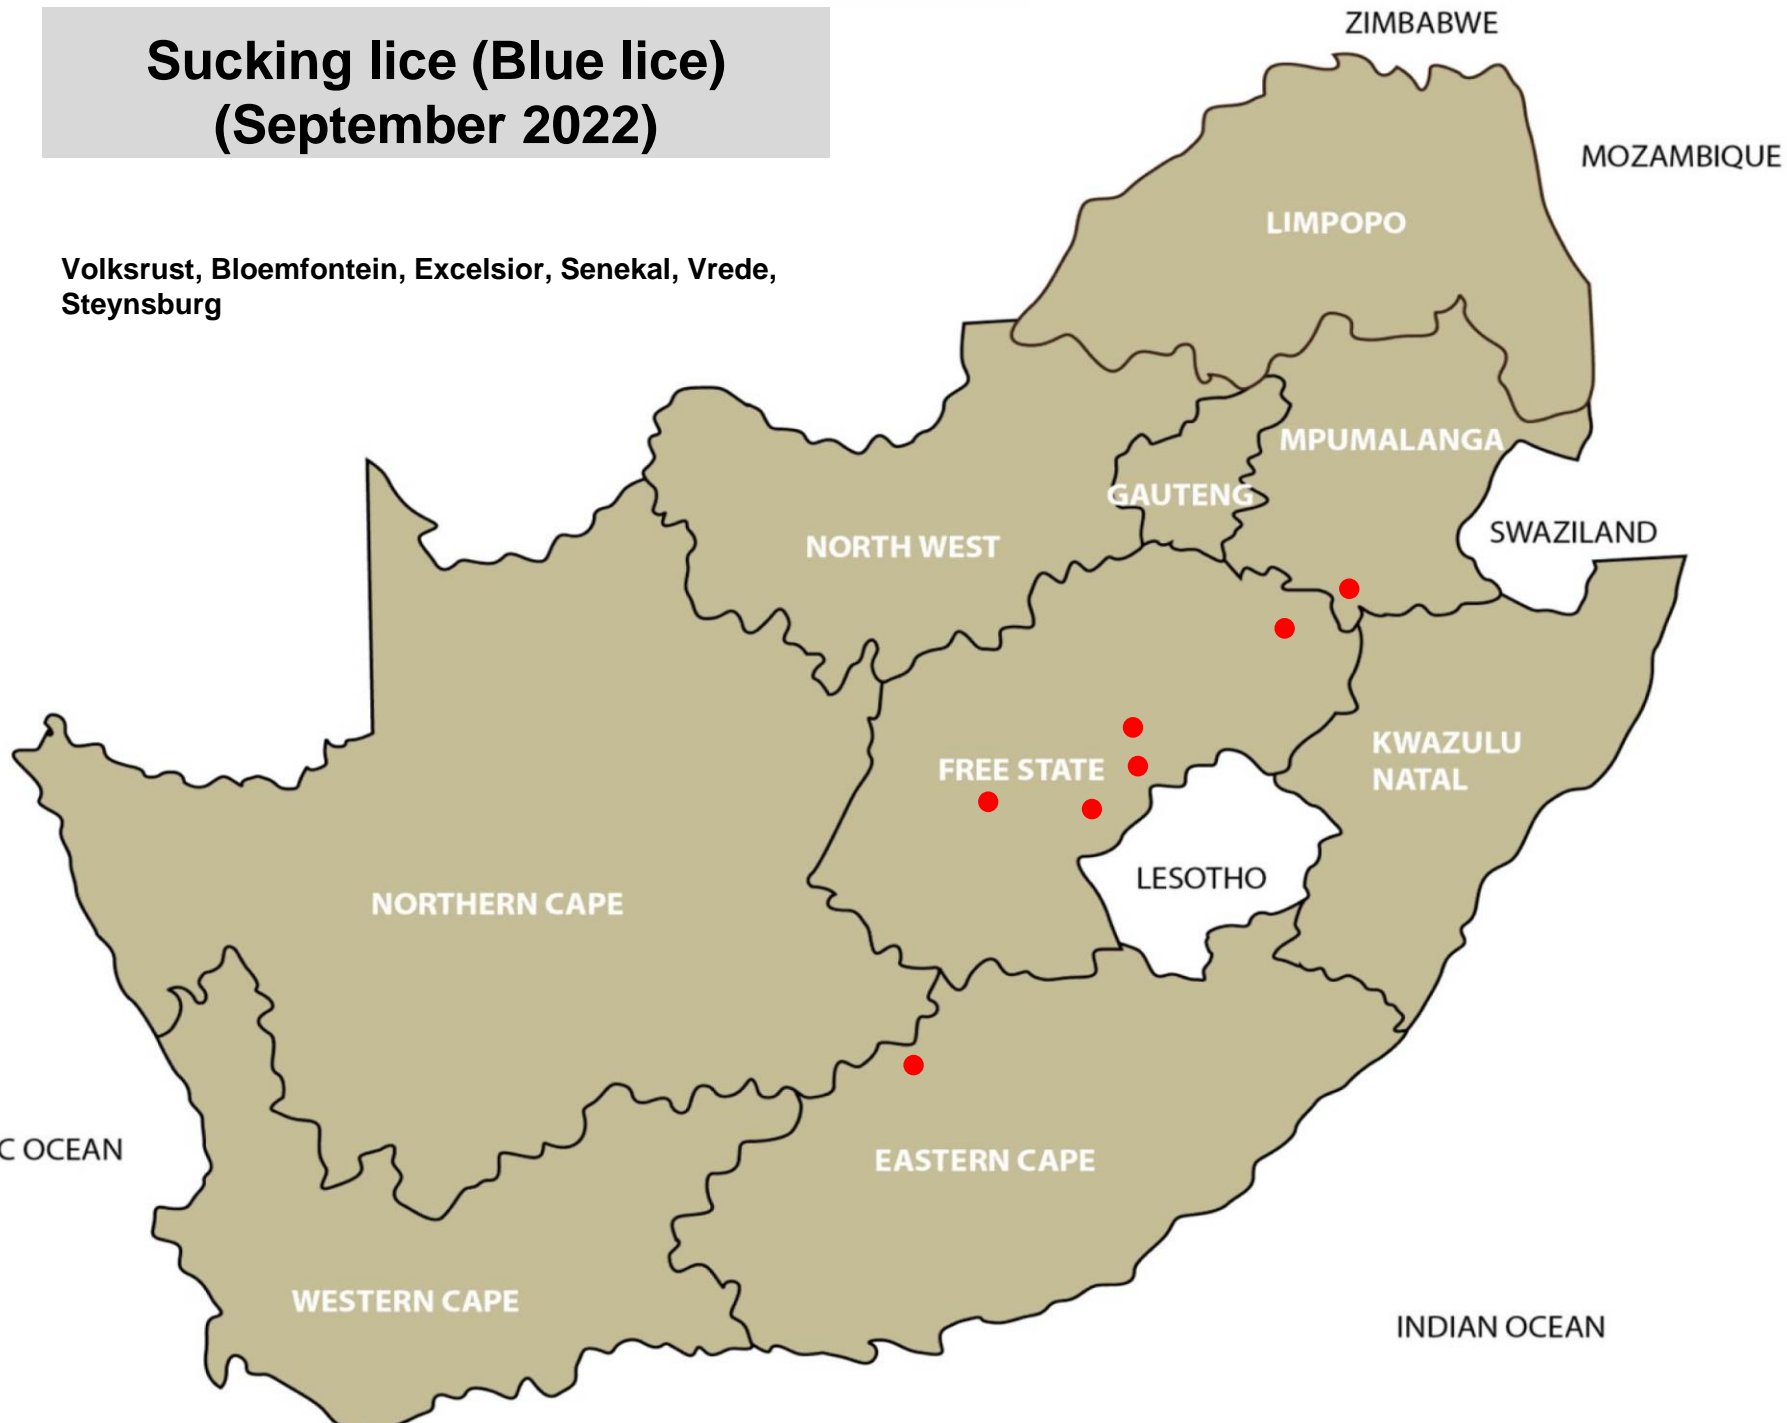 Sucking lice (Blue lice)
(September 2022)
Volksrust, Bloemfontein, Excelsior, Senekal, Vrede,
Steynsburg
ZIMBABWE
MOZAMBIQUE
LIMPOPO
MPUMALANGA
GAUTENG
SWAZILAND
NORTH WEST
KWAZULU
NATAL
FREE STATE
LESOTHO
NORTHERN CAPE
C OCEAN
EASTERN CAPE
WESTERN CAPE
INDIAN OCEAN